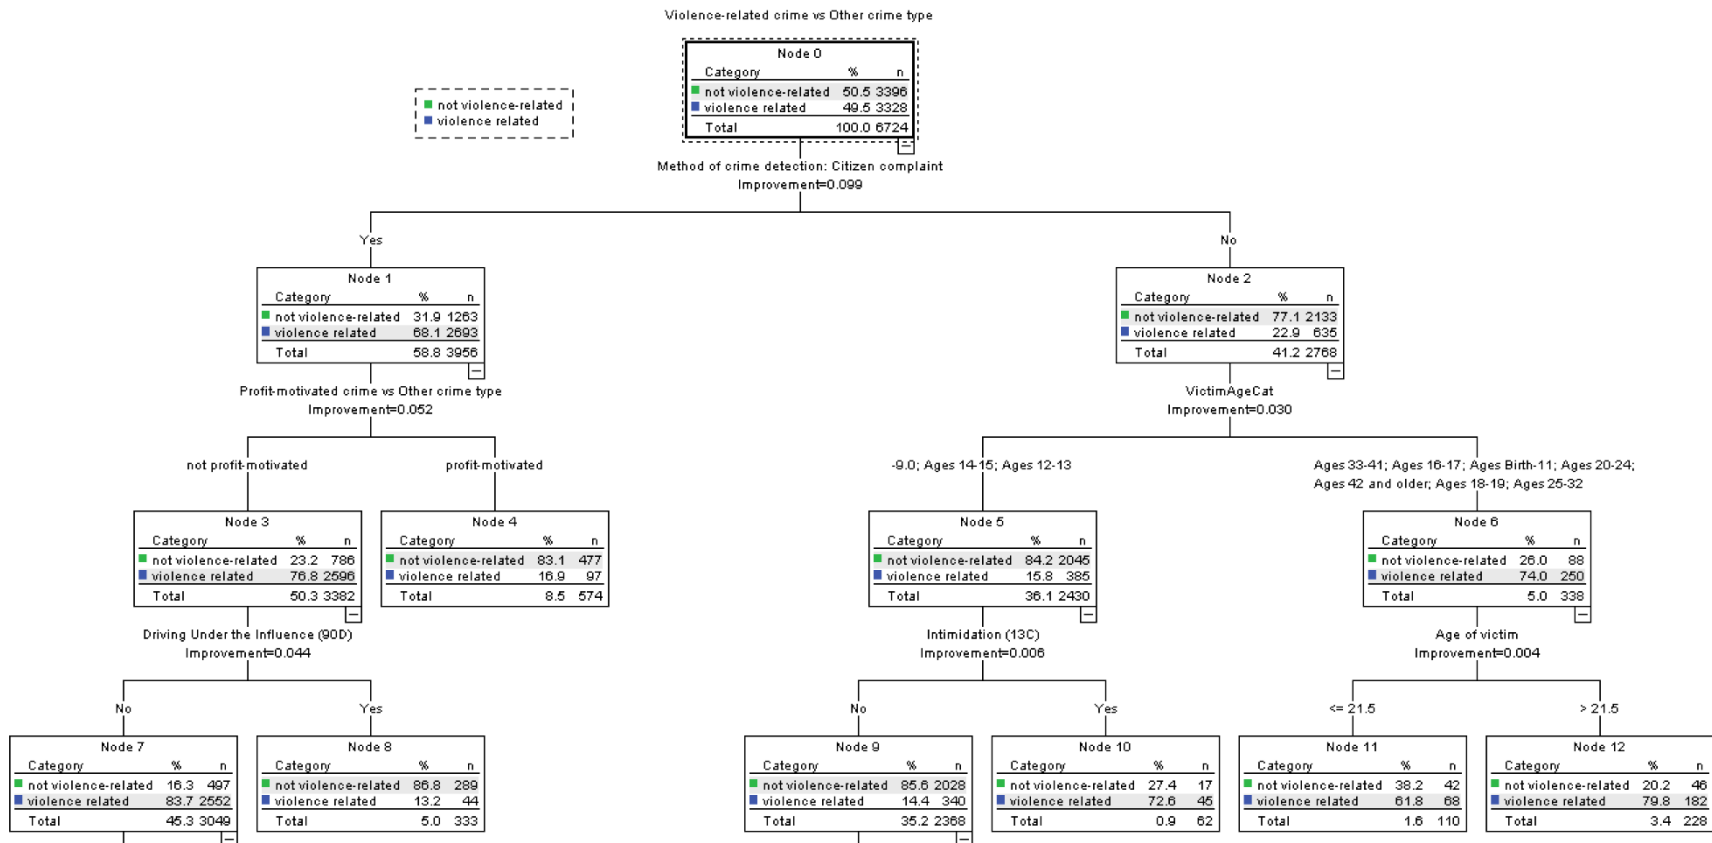 Violence-related crime vs Other crime type
Node 0
Category % n
not violence-related 50.5 3396
violence related 49.5 3328
Total 100.0 6724
not violence-related
violence related
Method of crime detection: Citizen complaint
Improvement=0.099
Yes
No
Node 1
Category % n
not violence-related 31.9 1263
violence related 68.1 2693
Total 58.8 3956
Node 2
Category % n
not violence-related 77.1 2133
violence related 22.9 635
Total 41.2 2768
Profit-motivated crime vs Other crime type
Improvement=0.052
VictimAgeCat
Improvement=0.030
not profit-motivated
profit-motivated
-9.0; Ages 14-15; Ages 12-13
Ages 33-41; Ages 16-17; Ages Birth-11; Ages 20-24;
Ages 42 and older; Ages 18-19; Ages 25-32
Node 3
Category % n
not violence-related 23.2 786
violence related 76.8 2596
Total 50.3 3382
Node 4
Category % n
not violence-related 83.1 477
violence related 16.9 97
Total 8.5 574
Node 5
Category % n
not violence-related 84.2 2045
violence related 15.8 385
Total 36.1 2430
Node 6
Category % n
not violence-related 26.0 88
violence related 74.0 250
Total 5.0 338
Driving Under the Influence (90D)
Improvement=0.044
Intimidation (13C)
Improvement=0.006
Age of victim
Improvement=0.004
No
Yes
No
Yes
<= 21.5
> 21.5
Node 7
Category % n
not violence-related 16.3 497
violence related 83.7 2552
Total 45.3 3049
Node 8
Category % n
not violence-related 86.8 289
violence related 13.2 44
Total 5.0 333
Node 9
Category % n
not violence-related 85.6 2028
violence related 14.4 340
Total 35.2 2368
Node 10
Category % n
not violence-related 27.4 17
violence related 72.6 45
Total 0.9 62
Node 11
Category % n
not violence-related 38.2 42
violence related 61.8 68
Total 1.6 110
Node 12
Category % n
not violence-related 20.2 46
violence related 79.8 182
Total 3.4 228